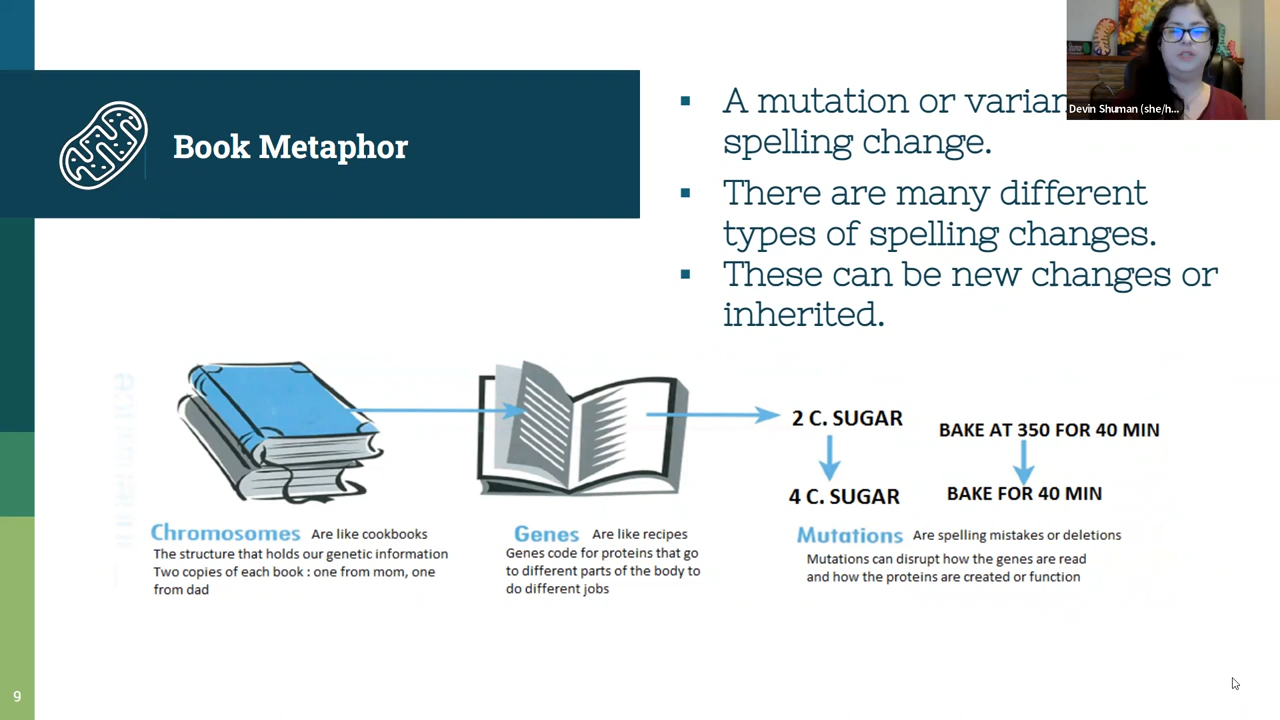 Book Metaphor
▪ A mutation or varian
spelling change.
▪ There are many different
types of spelling changes.
▪ These can be new changes or
inherited.
Devin Shuman (she/h...
2 C. SUGAR
4 C. SUGAR
BAKE AT 350 FOR 40 MIN
BAKE FOR 40 MIN
Chromosomes Are like cookbooks
The structure that holds our genetic information
Two copies of each book : one from mom, one
from dad
Genes Are like recipes
Genes code for proteins that go
to different parts of the body to
do different jobs
Mutations Are spelling mistakes or deletions
Mutations can disrupt how the genes are read
and how the proteins are created or function
9